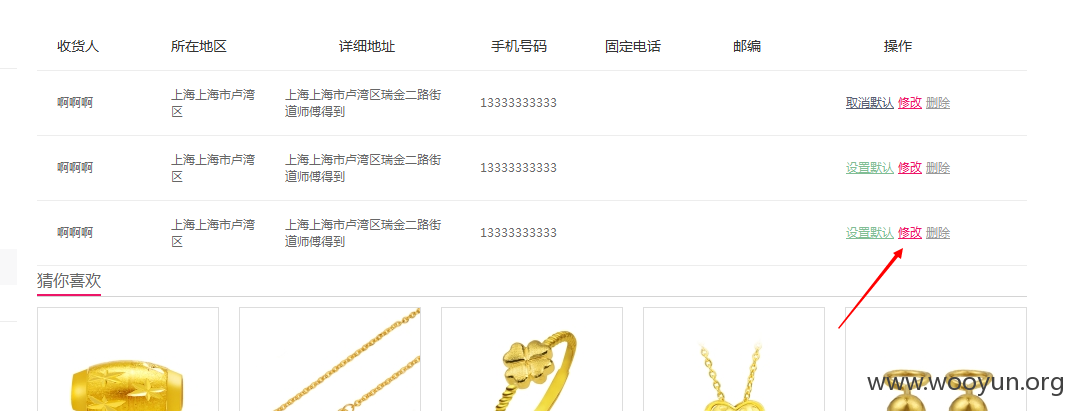 收货人 所在地区 详细地址 手机号码 固定电话 邮编 操作
啊啊啊 上海上海市卢湾区 上海上海市卢湾区瑞金二路街道师傅得到 13333333333 取消默认 修改 删除
啊啊啊 上海上海市卢湾区 上海上海市卢湾区瑞金二路街道师傅得到 13333333333 设置默认 修改 删除
啊啊啊 上海上海市卢湾区 上海上海市卢湾区瑞金二路街道师傅得到 13333333333 设置默认 修改 删除
猜你喜欢
www.wooyun.org